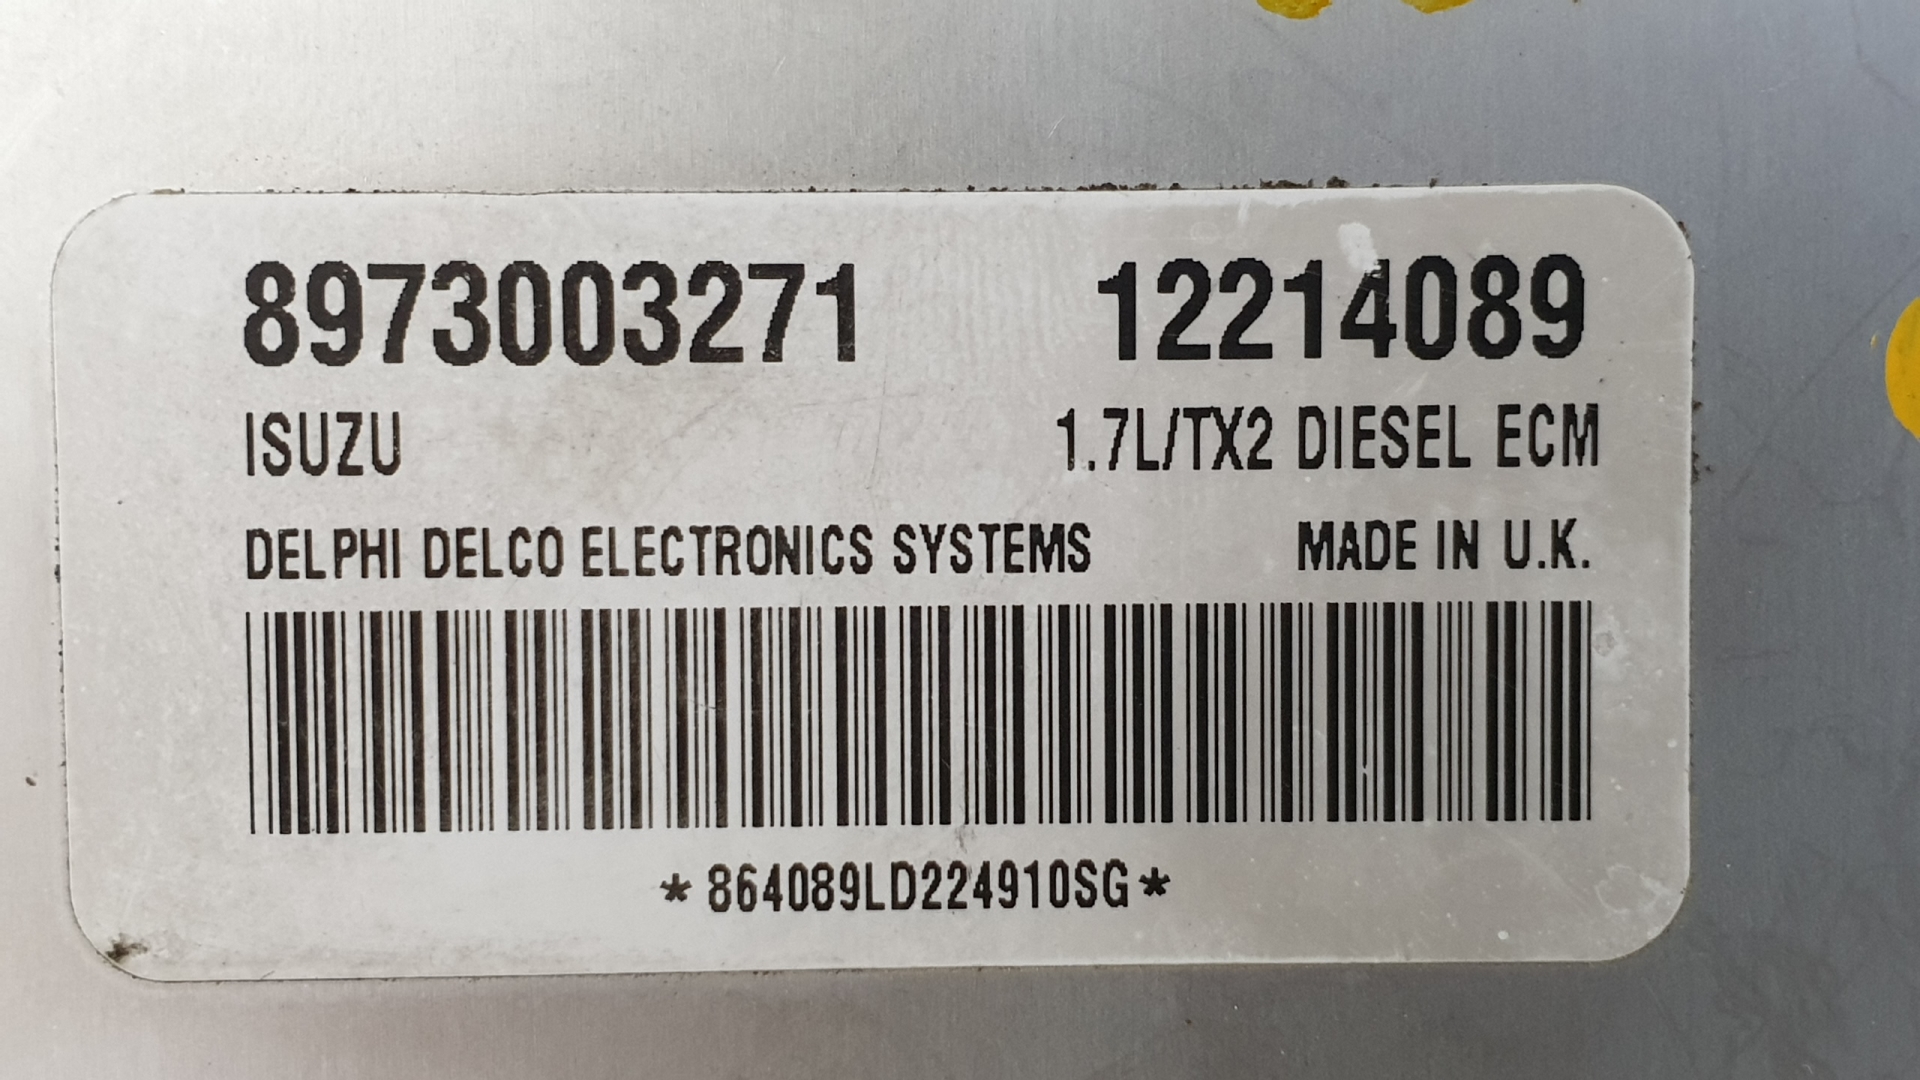 8973003271 12214089
ISUZU 1.7L/TX2 DIESEL ECM
DELPHI DELCO ELECTRONICS SYSTEMS MADE IN U.K.
*864089LD224910SG*